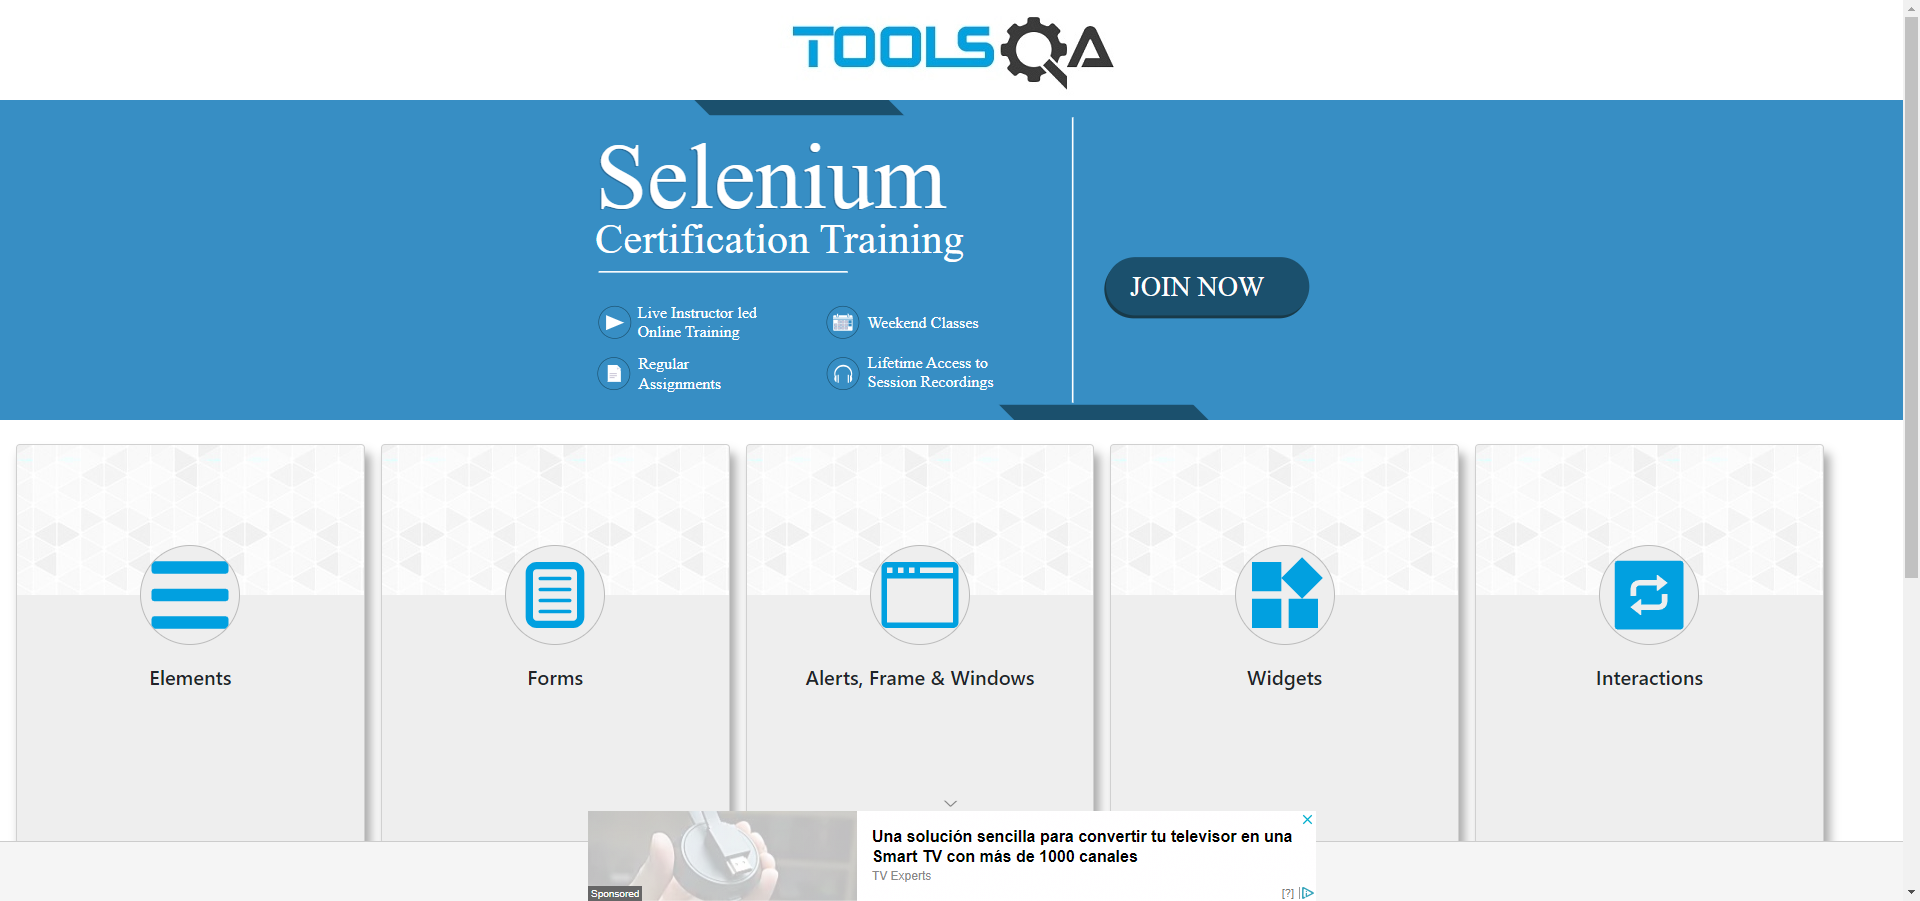 TOOLSQA
Selenium
Certification Training
Live Instructor led
Online Training
Weekend Classes
Regular
Assignments
Lifetime Access to
Session Recordings
JOIN NOW
Elements
Forms
Alerts, Frame & Windows
Widgets
Interactions
Una solución sencilla para convertir tu televisor en una
Smart TV con más de 1000 canales
TV Experts
Sponsored
[?]